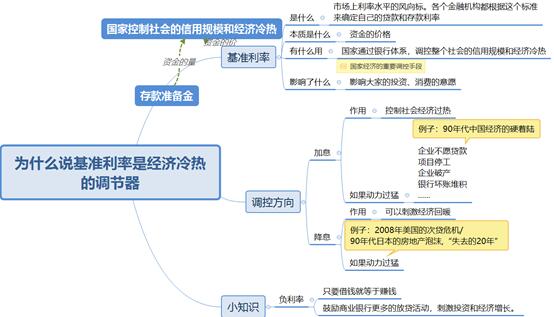 市场上利率水平的风向标。各个金融机构都根据这个标准
来确定自己的贷款和存款利率
是什么
国家控制社会的信用规模和经济冷热
资金的价
资金的量
存款准备金
基准利率
本质是什么
资金的价格
有什么用
国家通过银行体系，调控整个社会的信用规模和经济冷热
国家经济的重要调控手段
影响了什么
影响大家的投资、消费的意愿
为什么说基准利率是经济冷热
的调节器
调控方向
加息
作用
控制社会经济过热
例子：90年代中国经济的硬着陆
企业不愿贷款
项目停工
企业破产
银行坏账堆积
……
如果动力过猛
降息
作用
可以刺激经济回暖
例子：2008年美国的次贷危机/
90年代日本的房地产泡沫，“失去的20年”
如果动力过猛
小知识
负利率
只要借钱就等于赚钱
鼓励商业银行更多的放贷活动，刺激投资和经济增长。